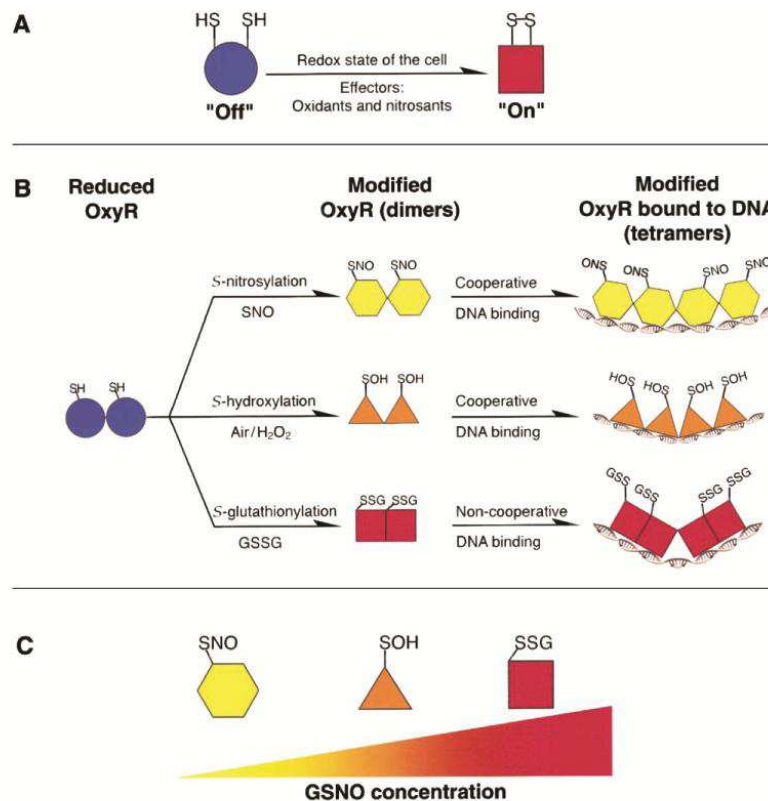 A
HS SH
"Off"
Redox state of the cell
Effectors:
Oxidants and nitrosants
S-S
"On"
B
Reduced
OxyR
Modified
OxyR (dimers)
Modified
OxyR bound to DNA
(tetramers)
SH SH
S-nitrosylation
SNO
SNO SNO
Cooperative
DNA binding
ONS ONS SNO SNO
S-hydroxylation
Air/H₂O₂
SOH SOH
Cooperative
DNA binding
HOS HOS SOH SOH
S-glutathionylation
GSSG
SSG SSG
Non-cooperative
DNA binding
GSS GSS SSG SSG
C
SNO SOH SSG
GSNO concentration